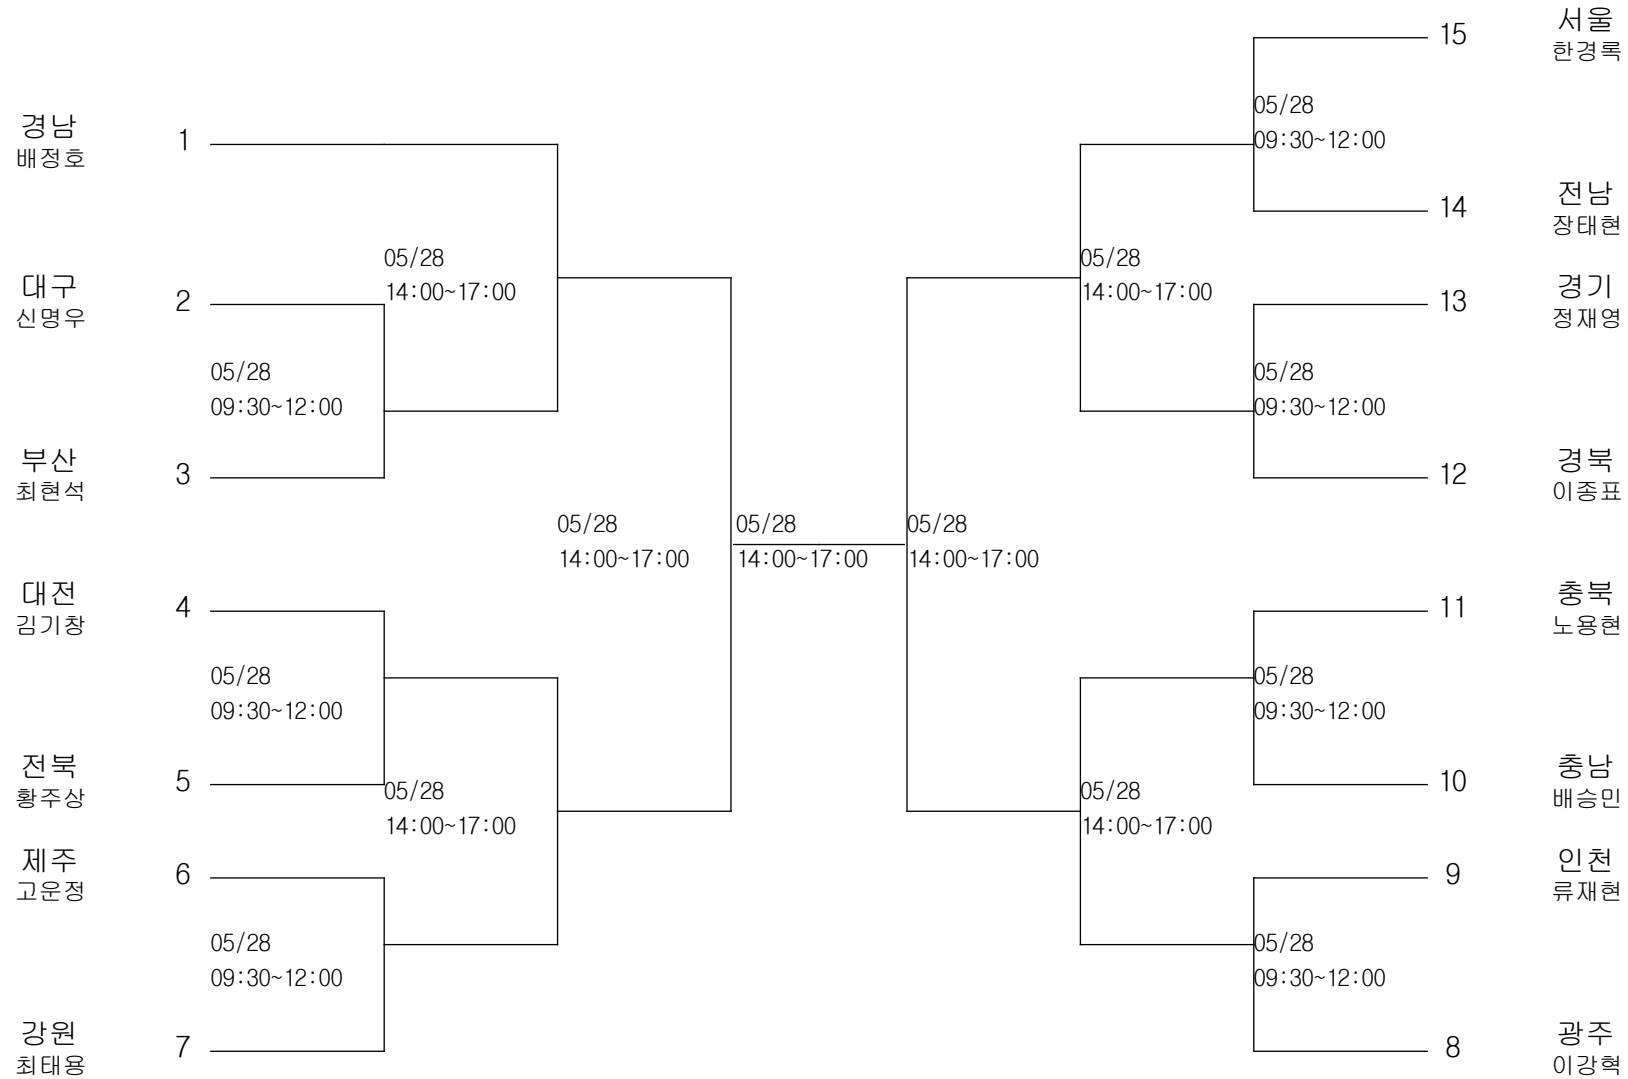 서울
15
한경록
05/28
09:30~12:00
경남
1
배정호
전남
14
장태현
05/28
14:00~17:00
05/28
14:00~17:00
대구
2
신명우
경기
13
정재영
05/28
09:30~12:00
05/28
09:30~12:00
부산
3
최현석
경북
12
이종표
05/28
14:00~17:00
05/28
14:00~17:00
05/28
14:00~17:00
대전
4
김기창
충북
11
노용현
05/28
09:30~12:00
05/28
09:30~12:00
전북
5
황주상
충남
10
배승민
05/28
14:00~17:00
05/28
14:00~17:00
제주
6
고운정
인천
9
류재현
05/28
09:30~12:00
05/28
09:30~12:00
강원
7
최태용
광주
8
이강혁